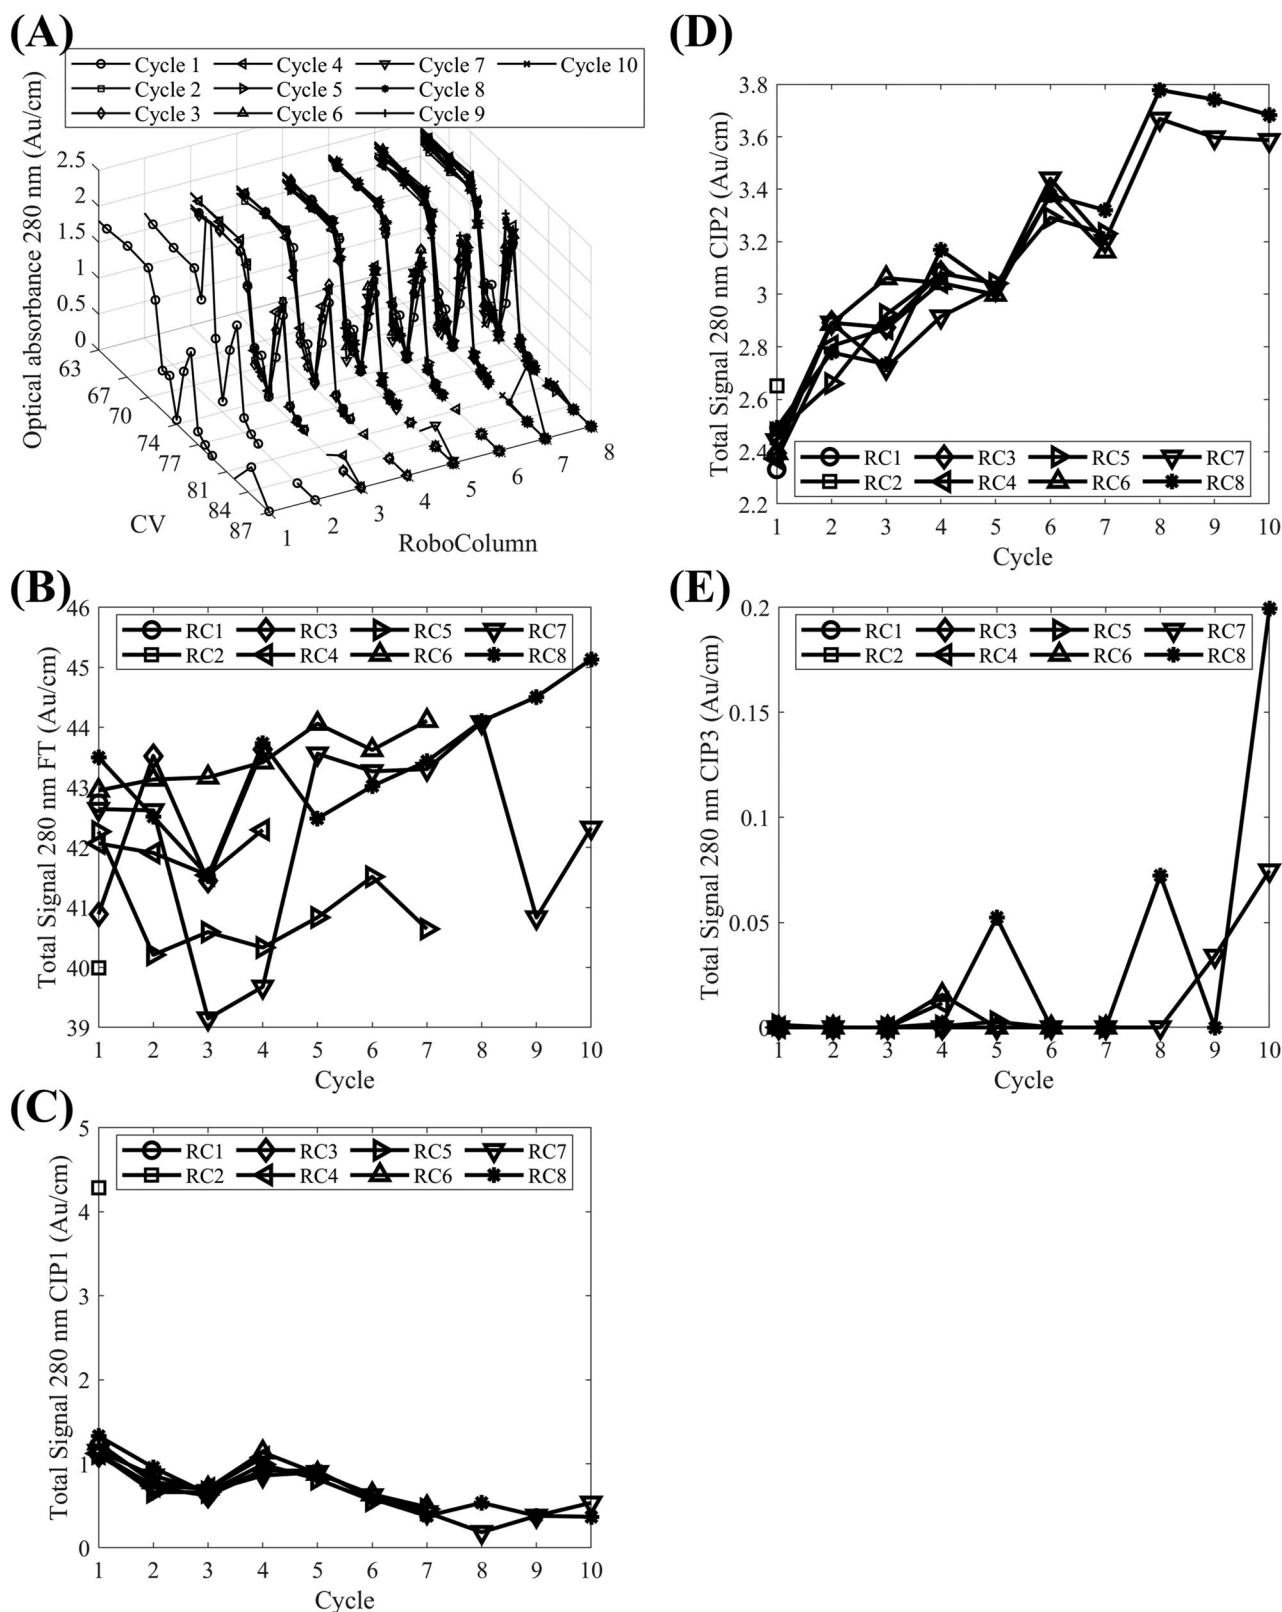 (A)
Cycle 1 Cycle 4 Cycle 7 Cycle 10
Cycle 2 Cycle 5 Cycle 8
Cycle 3 Cycle 6 Cycle 9
Optical absorbance 280 nm (Au/cm)
2.5
2
1.5
1
0.5
0
63
67
70
74
77
81
84
87
CV
1 2 3 4 5 6 7 8
RoboColumn
(D)
Total Signal 280 nm CIP2 (Au/cm)
3.8
3.6
3.4
3.2
3
2.8
2.6
2.4
2.2
RC1 RC3 RC5 RC7
RC2 RC4 RC6 RC8
1 2 3 4 5 6 7 8 9 10
Cycle
(B)
Total Signal 280 nm FT (Au/cm)
46
45
44
43
42
41
40
39
RC1 RC3 RC5 RC7
RC2 RC4 RC6 RC8
1 2 3 4 5 6 7 8 9 10
Cycle
(E)
Total Signal 280 nm CIP3 (Au/cm)
0.2
0.15
0.1
0.05
0
RC1 RC3 RC5 RC7
RC2 RC4 RC6 RC8
1 2 3 4 5 6 7 8 9 10
Cycle
(C)
Total Signal 280 nm CIP1 (Au/cm)
5
4
3
2
1
0
RC1 RC3 RC5 RC7
RC2 RC4 RC6 RC8
1 2 3 4 5 6 7 8 9 10
Cycle